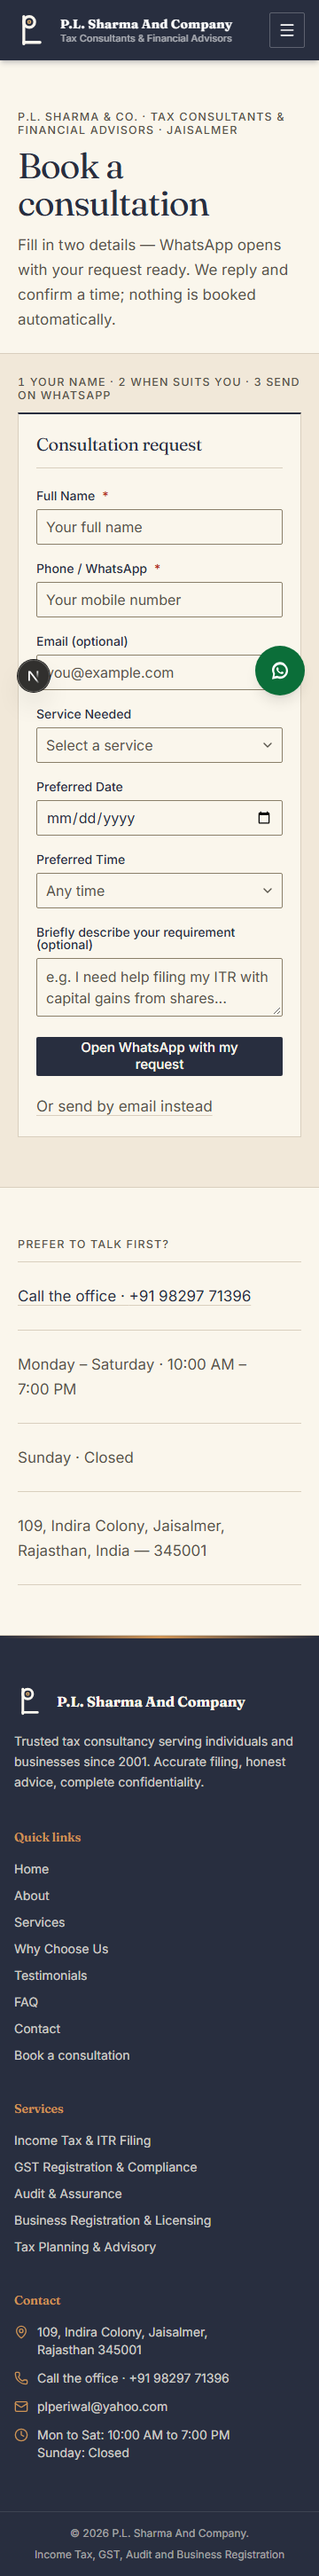 P.L. Sharma And Company
Tax Consultants & Financial Advisors
P.L. SHARMA & CO. · TAX CONSULTANTS &
FINANCIAL ADVISORS · JAISALMER
Book a
consultation
Fill in two details — WhatsApp opens
with your request ready. We reply and
confirm a time; nothing is booked
automatically.
1 YOUR NAME · 2 WHEN SUITS YOU · 3 SEND
ON WHATSAPP
Consultation request
Full Name *
Your full name
Phone / WhatsApp *
Your mobile number
Email (optional)
N
you@example.com
Service Needed
Select a service
Preferred Date
mm/dd/yyyy
Preferred Time
Any time
Briefly describe your requirement
(optional)
e.g. I need help filing my ITR with
capital gains from shares...
Open WhatsApp with my
request
Or send by email instead
PREFER TO TALK FIRST?
Call the office · +91 98297 71396
Monday – Saturday · 10:00 AM –
7:00 PM
Sunday · Closed
109, Indira Colony, Jaisalmer,
Rajasthan, India — 345001
P.L. Sharma And Company
Trusted tax consultancy serving individuals and
businesses since 2001. Accurate filing, honest
advice, complete confidentiality.
Quick links
Home
About
Services
Why Choose Us
Testimonials
FAQ
Contact
Book a consultation
Services
Income Tax & ITR Filing
GST Registration & Compliance
Audit & Assurance
Business Registration & Licensing
Tax Planning & Advisory
Contact
109, Indira Colony, Jaisalmer,
Rajasthan 345001
Call the office · +91 98297 71396
plperiwal@yahoo.com
Mon to Sat: 10:00 AM to 7:00 PM
Sunday: Closed
© 2026 P.L. Sharma And Company.
Income Tax, GST, Audit and Business Registration